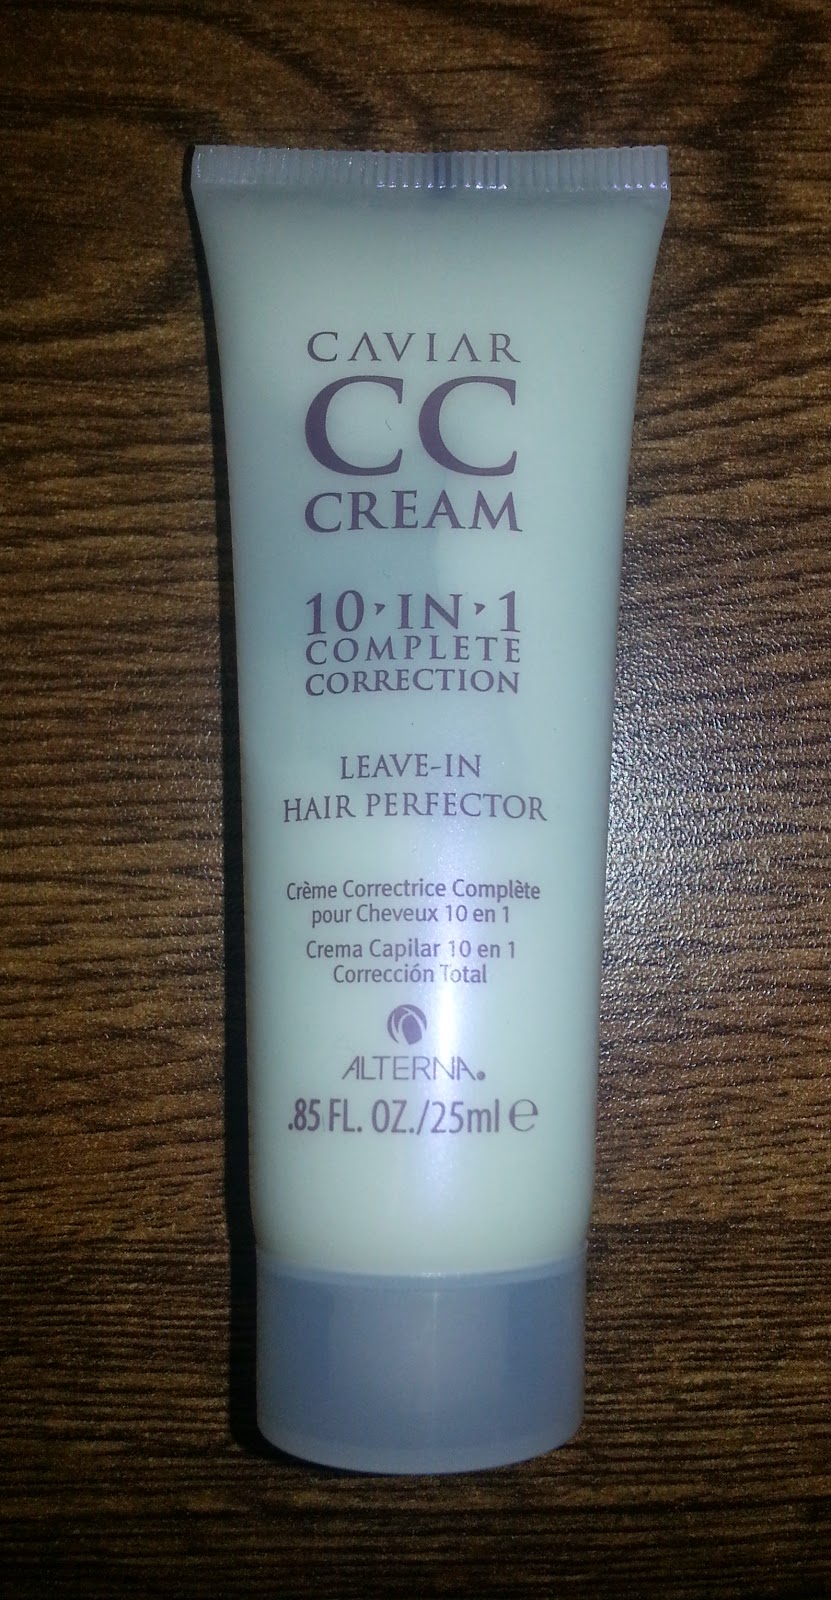 CAVIAR
CC
CREAM
10·IN·1
COMPLETE
CORRECTION
LEAVE-IN
HAIR PERFECTOR
Crème Correctrice Complète
pour Cheveux 10 en 1
Crema Capilar 10 en 1
Corrección Total
ALTERNA.
.85 FL. OZ./25ml ℮